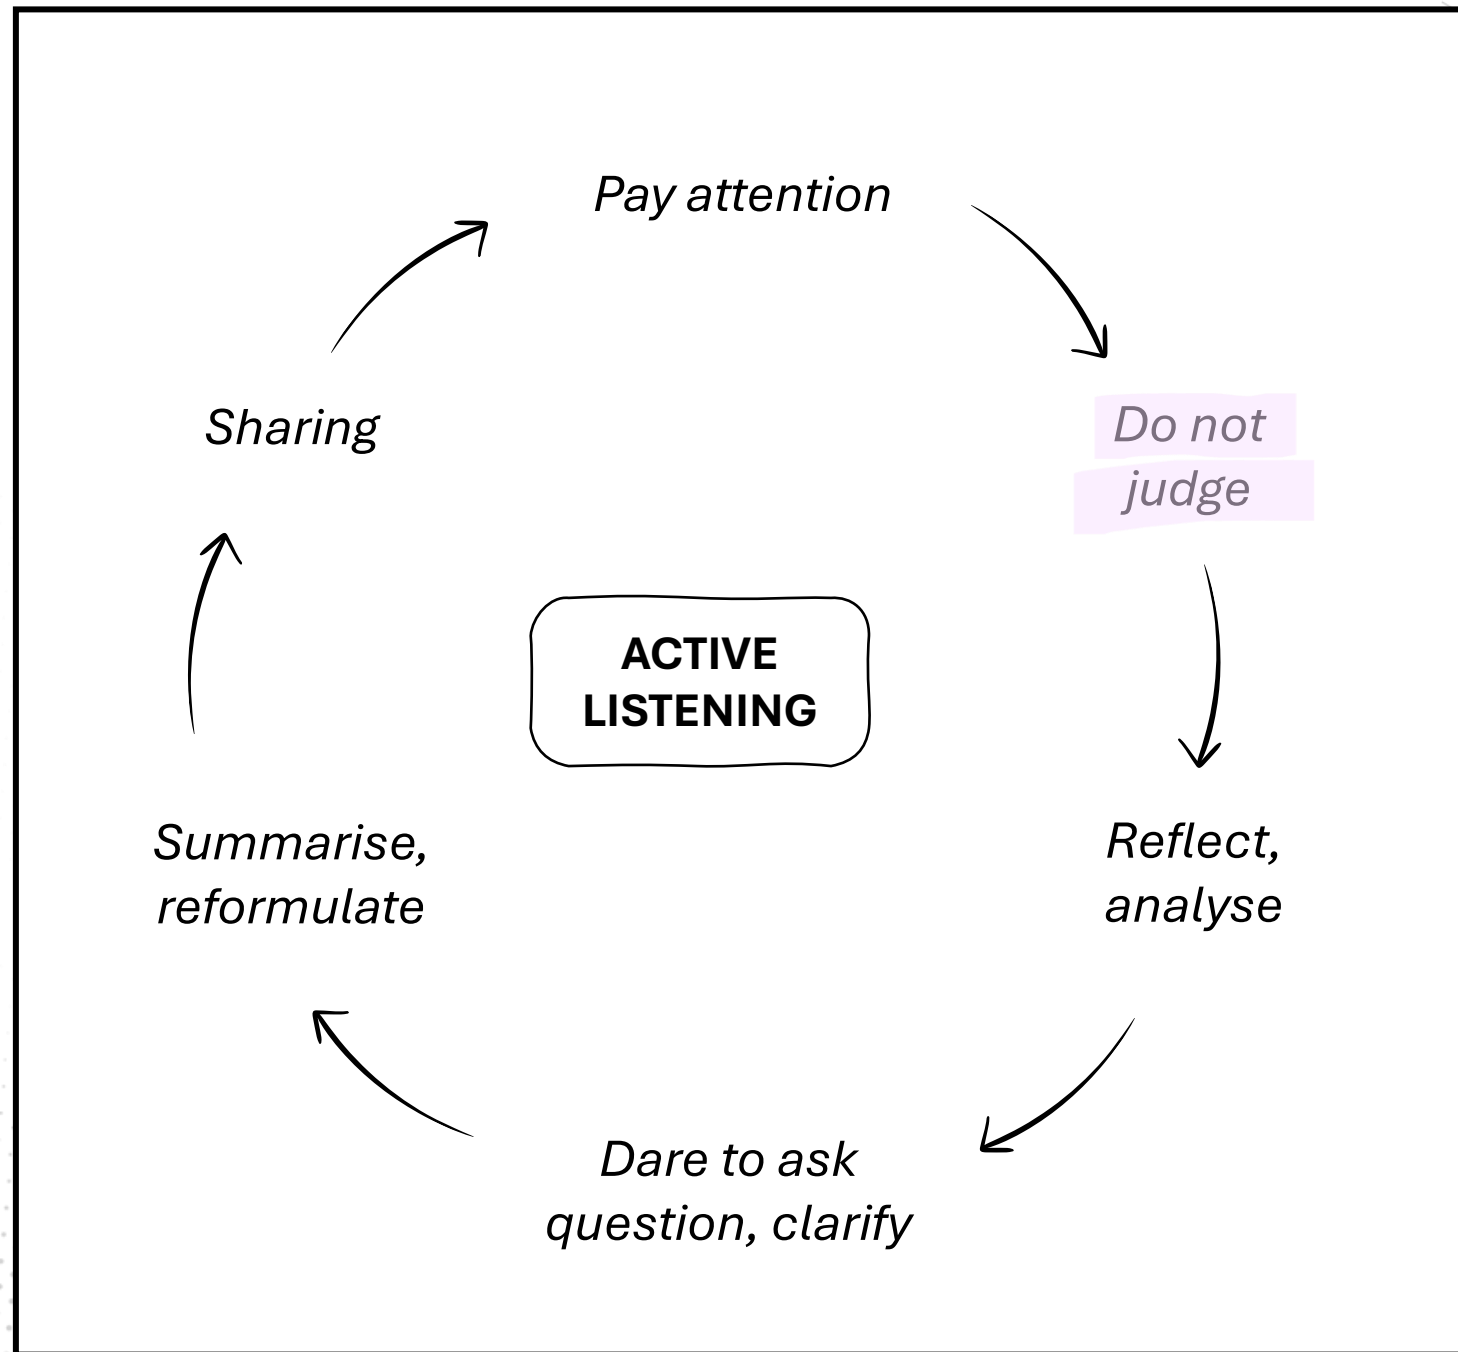 Pay attention
Do not
judge
Reflect,
analyse
Dare to ask
question, clarify
Summarise,
reformulate
Sharing
ACTIVE
LISTENING